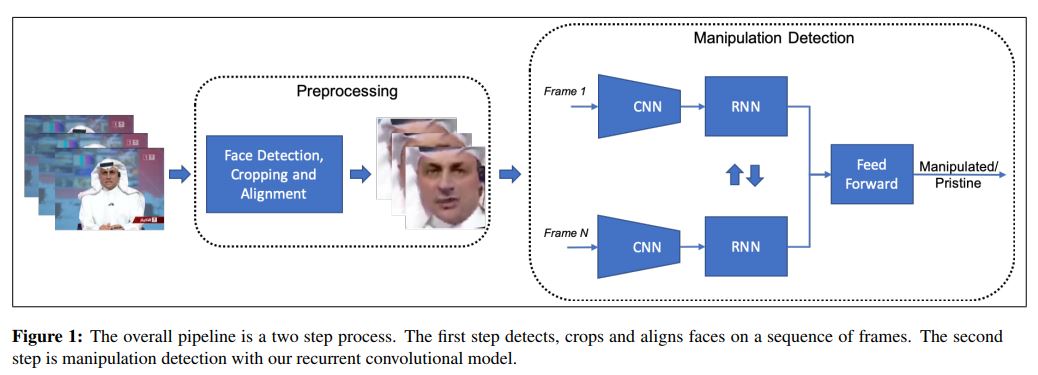 Preprocessing
Face Detection,
Cropping and
Alignment
Manipulation Detection
Frame 1
CNN
RNN
Frame N
CNN
RNN
Feed
Forward
Manipulated/
Pristine
Figure 1: The overall pipeline is a two step process. The first step detects, crops and aligns faces on a sequence of frames. The second
step is manipulation detection with our recurrent convolutional model.